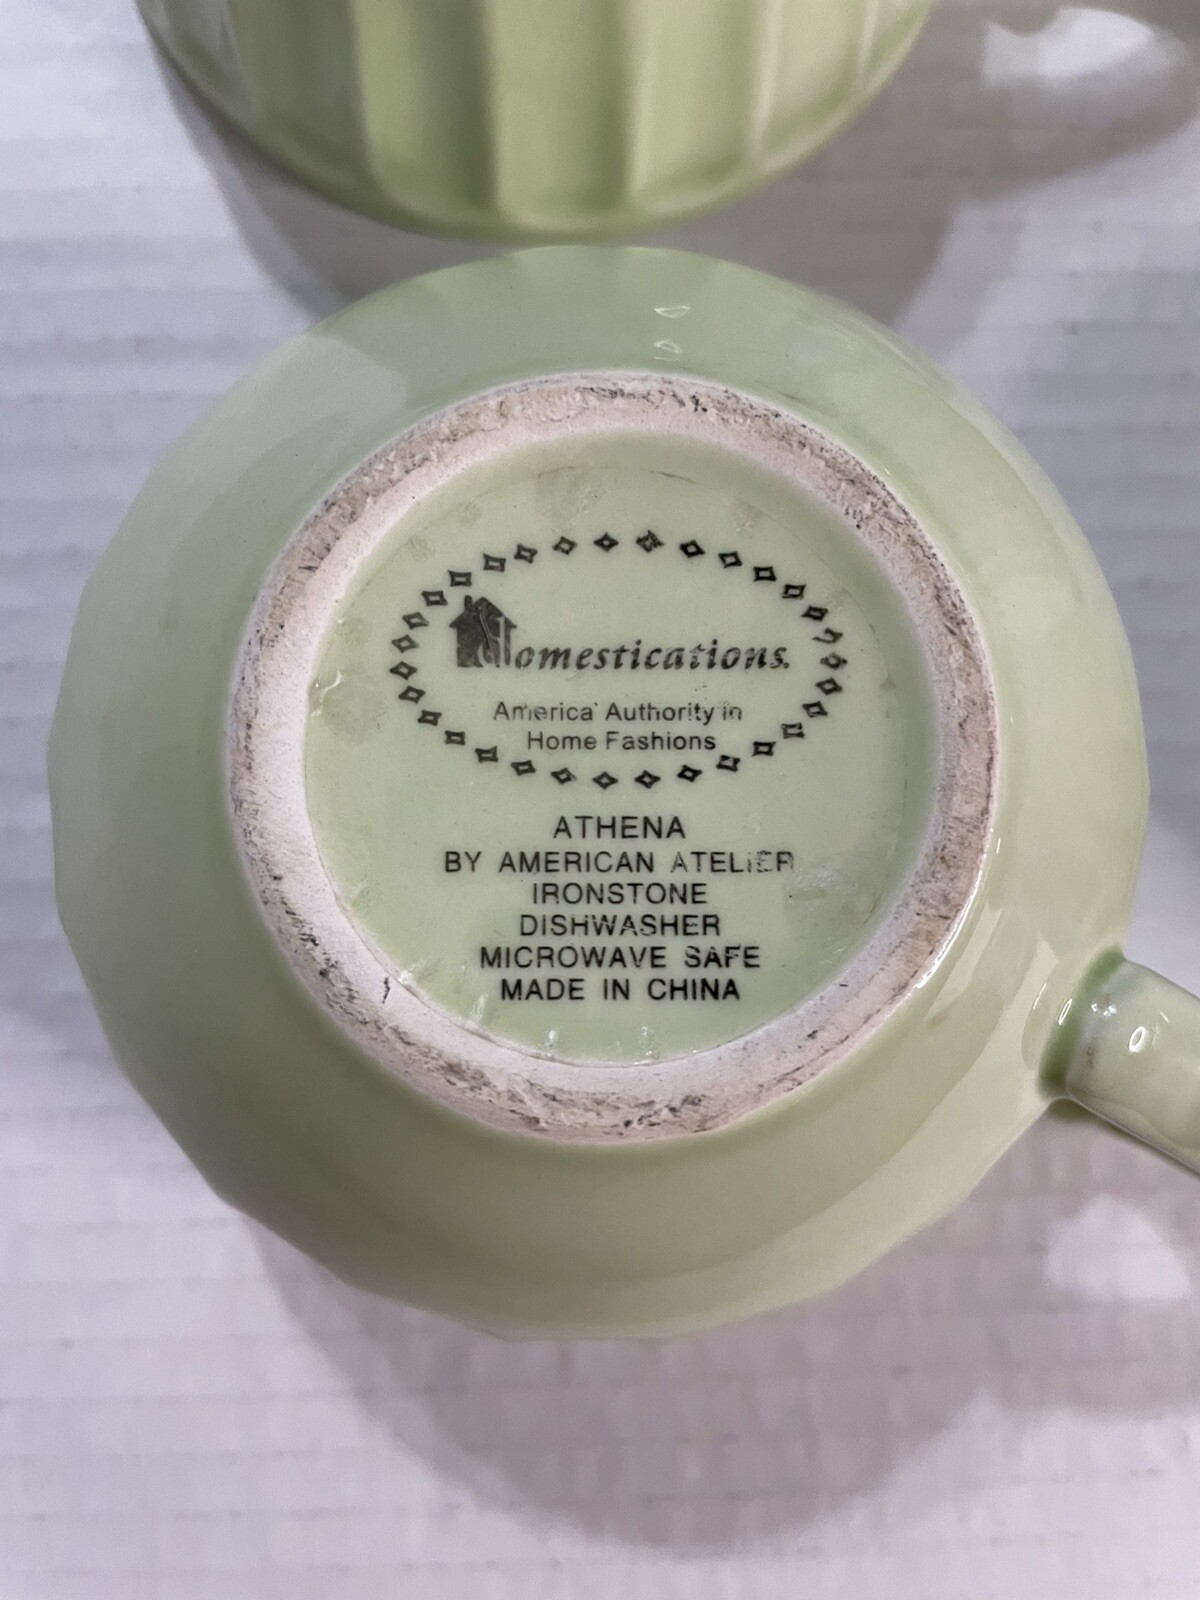 Homestications.
America' Authority in
Home Fashions
ATHENA
BY AMERICAN ATELIER
IRONSTONE
DISHWASHER
MICROWAVE SAFE
MADE IN CHINA